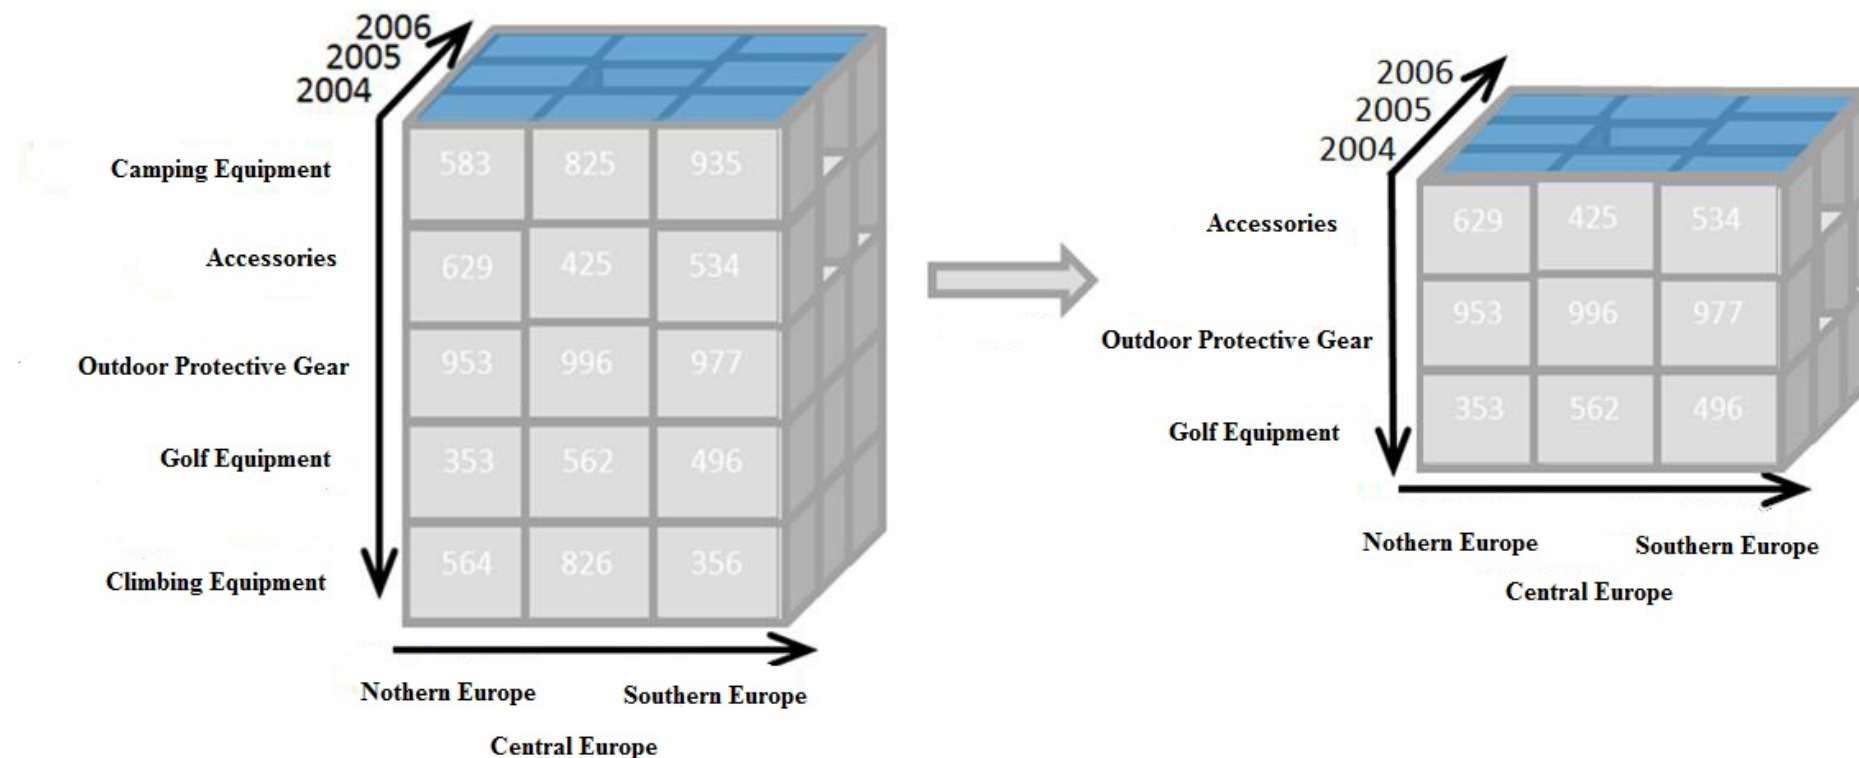 2006
2005
2004
Camping Equipment
583 825 935
Accessories
629 425 534
Outdoor Protective Gear
953 996 977
Golf Equipment
353 562 496
Climbing Equipment
564 826 356
Nothern Europe
Southern Europe
Central Europe
2006
2005
2004
Accessories
629 425 534
Outdoor Protective Gear
953 996 977
Golf Equipment
353 562 496
Nothern Europe
Southern Europe
Central Europe